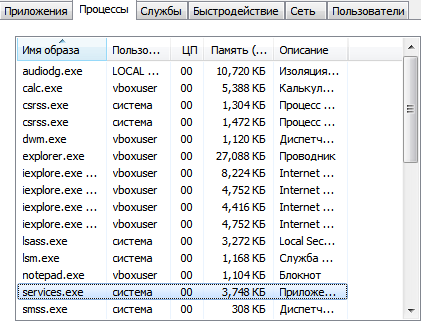 Приложения Процессы Службы Быстродействие Сеть Пользователи
Имя образа Пользо... ЦП Память (... Описание
audiodg.exe LOCAL ... 00 10,720 КБ Изоляция...
calc.exe vboxuser 00 5,388 КБ Калькул...
csrss.exe система 00 1,304 КБ Процесс ...
csrss.exe система 00 1,472 КБ Процесс ...
dwm.exe vboxuser 00 1,120 КБ Диспетч...
explorer.exe vboxuser 00 27,088 КБ Проводник
iexplore.exe ... vboxuser 00 8,224 КБ Internet ...
iexplore.exe ... vboxuser 00 4,752 КБ Internet ...
iexplore.exe ... vboxuser 00 4,416 КБ Internet ...
iexplore.exe ... vboxuser 00 4,752 КБ Internet ...
lsass.exe система 00 3,272 КБ Local Sec...
lsm.exe система 00 1,168 КБ Служба ...
notepad.exe vboxuser 00 1,104 КБ Блокнот
services.exe система 00 3,748 КБ Приложе...
smss.exe система 00 308 КБ Диспетч...